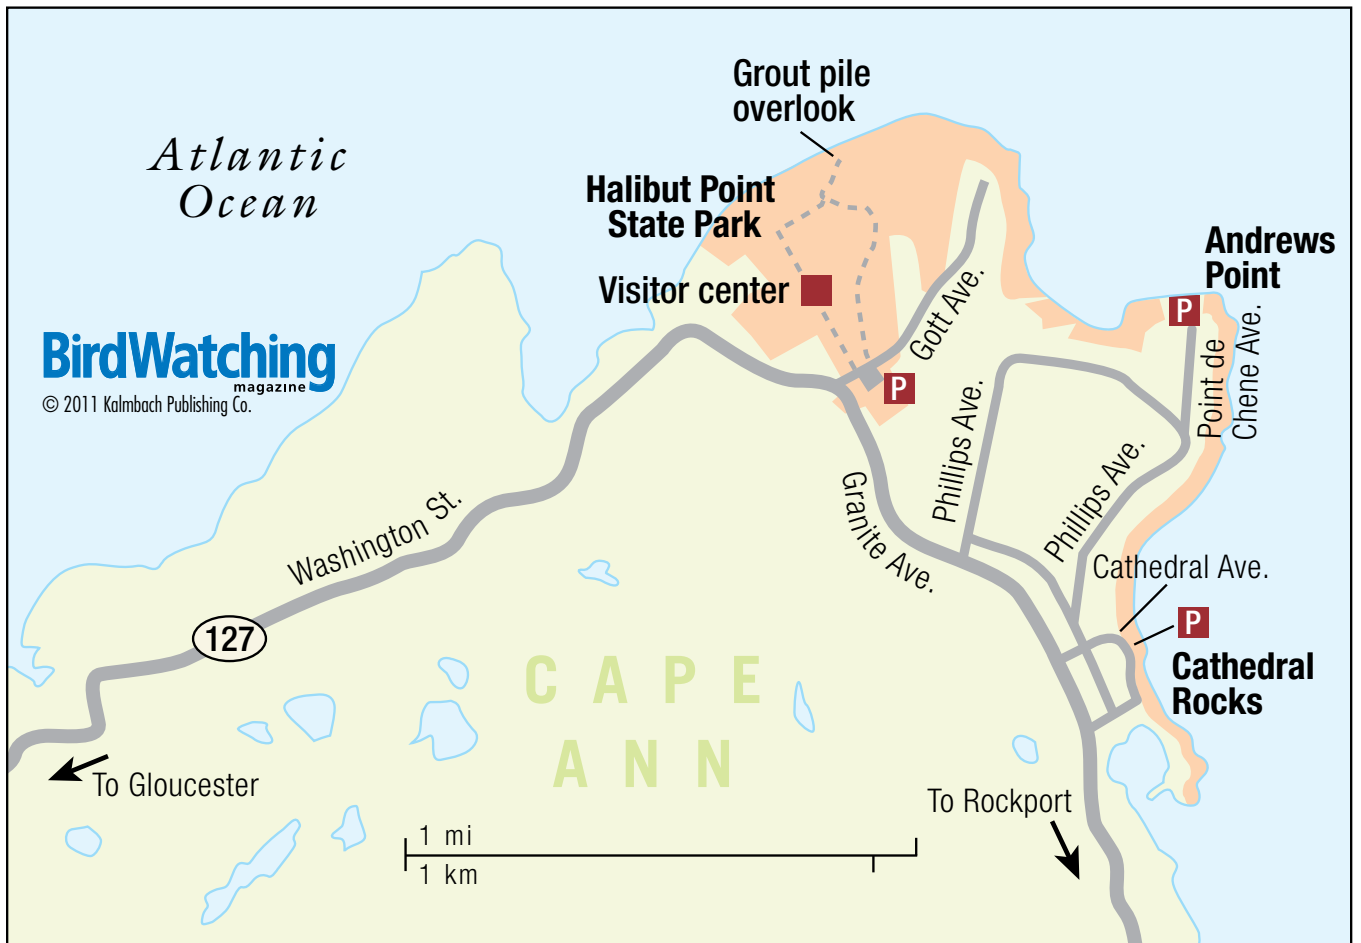 Grout pile
overlook
Atlantic
Ocean
Halibut Point
State Park
Andrews
Point
Visitor center
P
Gott Ave.
BirdWatching
magazine
© 2011 Kalmbach Publishing Co.
P
Point de
Chene Ave.
Phillips Ave.
Phillips Ave.
Granite Ave.
Washington St.
Cathedral Ave.
127
P
Cathedral
Rocks
CAPE
ANN
To Gloucester
To Rockport
1 mi
1 km